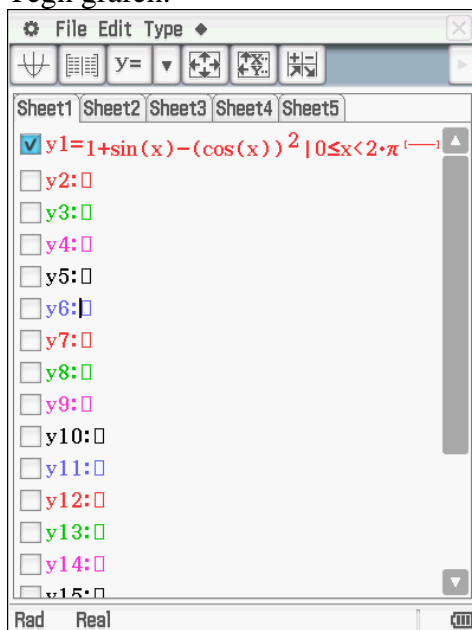 Tegn grafen.
File Edit Type
Y=
Sheet1 Sheet2 Sheet3 Sheet4 Sheet5
y1=1+sin(x)-(cos(x))²|0≤x<2·π
y2:
y3:
y4:
y5:
y6:
y7:
y8:
y9:
y10:
y11:
y12:
y13:
y14:
y15:
Rad Real